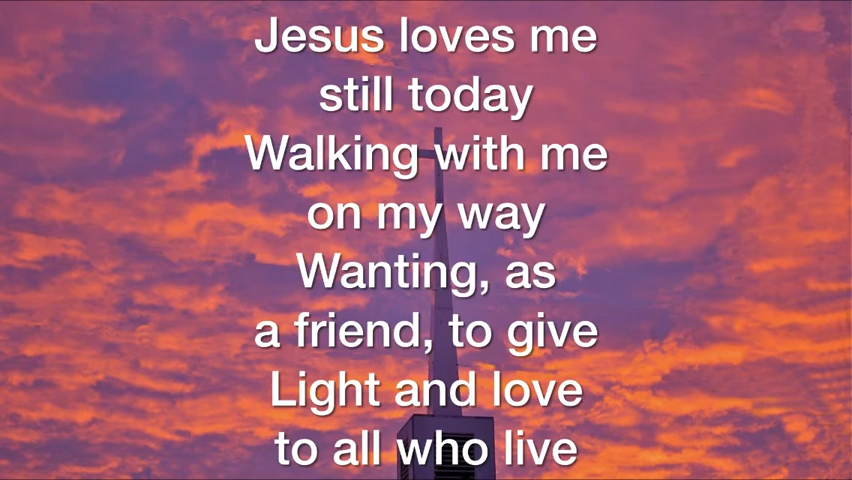 Jesus loves me
still today
Walking with me
on my way
Wanting, as
a friend, to give
Light and love
to all who live